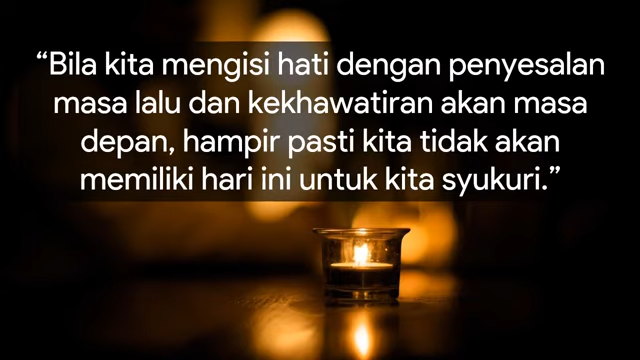 “Bila kita mengisi hati dengan penyesalan
masa lalu dan kekhawatiran akan masa
depan, hampir pasti kita tidak akan
memiliki hari ini untuk kita syukuri.”